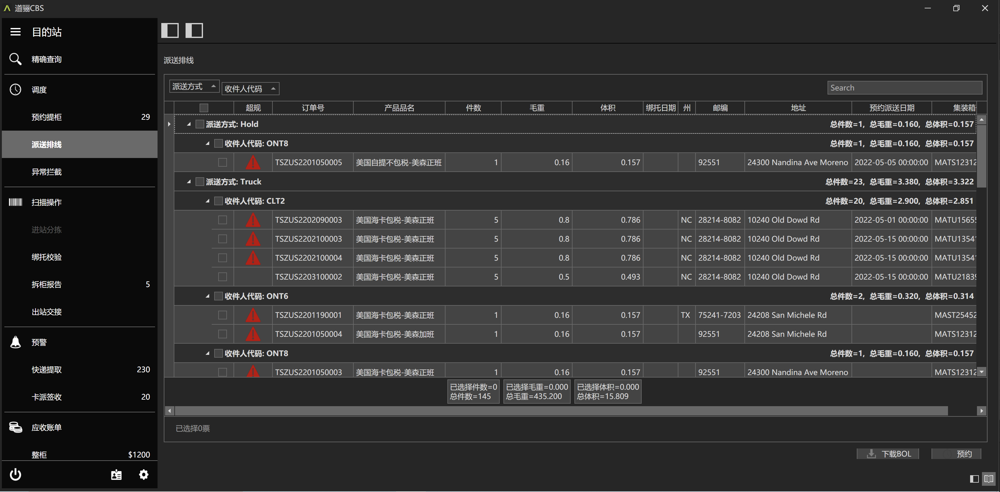 道骊CBS
目的站
精确查询
调度
预约提柜 29
派送排线
异常拦截
扫描操作
进站分拣
绑托校验
拆柜报告 5
出站交接
预警
快递提取 230
卡派签收 20
应收账单
整柜 $1200
派送排线
派送方式 收件人代码 Search
超规 订单号 产品品名 件数 毛重 体积 绑托日期 州 邮编 地址 预约派送日期 集装箱
派送方式: Hold 总件数=1, 总毛重=0.160, 总体积=0.157
收件人代码: ONT8 总件数=1, 总毛重=0.160, 总体积=0.157
TSZUS2201050005 美国自提不包税-美森正班 1 0.16 0.157 92551 24300 Nandina Ave Moreno 2022-05-05 00:00:00 MATS12312
派送方式: Truck 总件数=23, 总毛重=3.380, 总体积=3.322
收件人代码: CLT2 总件数=20, 总毛重=2.900, 总体积=2.851
TSZUS2202090003 美国海卡包税-美森正班 5 0.8 0.786 NC 28214-8082 10240 Old Dowd Rd 2022-05-01 00:00:00 MATU15655
TSZUS2202100003 美国海卡包税-美森正班 5 0.8 0.786 NC 28214-8082 10240 Old Dowd Rd 2022-05-15 00:00:00 MATU13541
TSZUS2202100004 美国海卡包税-美森正班 5 0.8 0.786 NC 28214-8082 10240 Old Dowd Rd 2022-05-15 00:00:00 MATU13541
TSZUS2203100002 美国海卡包税-美森正班 5 0.5 0.493 NC 28214-8082 10240 Old Dowd Rd 2022-05-15 00:00:00 MATU21839
收件人代码: ONT6 总件数=2, 总毛重=0.320, 总体积=0.314
TSZUS2201190001 美国海卡包税-美森正班 1 0.16 0.157 TX 75241-7203 24208 San Michele Rd MAST25452
TSZUS2201050004 美国海卡包税-美森加班 1 0.16 0.157 92551 24208 San Michele Rd MATS12312
收件人代码: ONT8 总件数=1, 总毛重=0.160, 总体积=0.157
TSZUS2201050003 美国海卡包税-美森正班 1 0.16 0.157 92551 24300 Nandina Ave Moreno MATS12312
已选择件数=0 已选择毛重=0.000 已选择体积=0.000
总件数=145 总毛重=435.200 总体积=15.809
已选择0票
下载BOL 预约